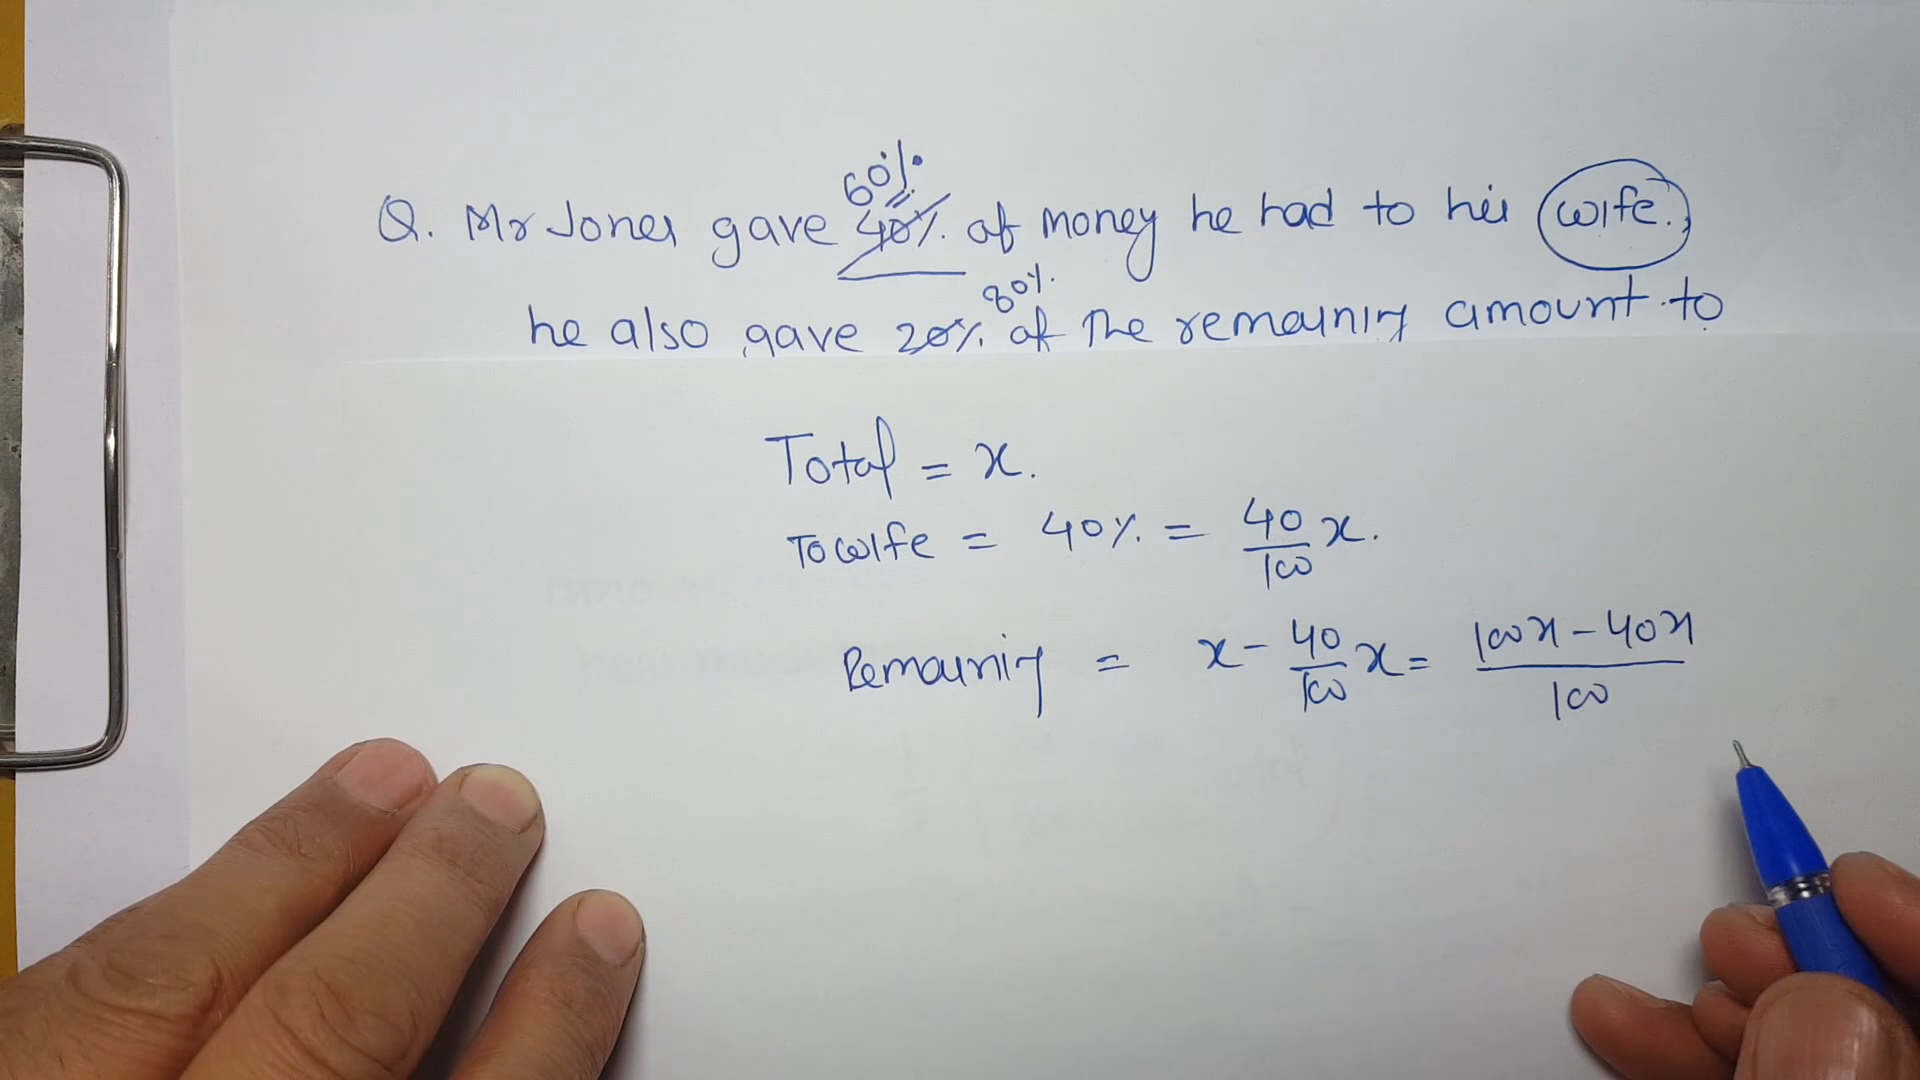 60%
Q. Mr Jones gave 40% of money he had to his wife.,
80%
he also gave 20% of the remaining amount to
Total = x.
To wife = 40% = 40/100 x.
Remaining = x - 40/100 x = 100x - 40x / 100